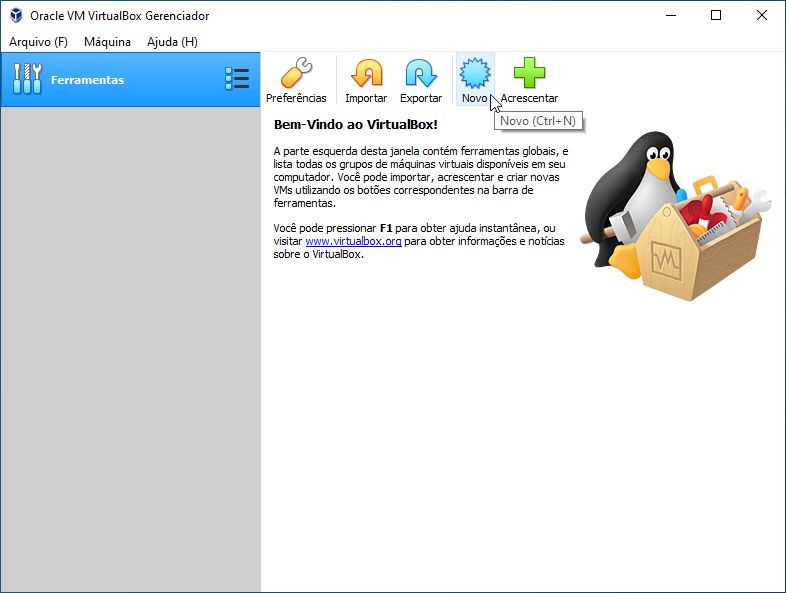 Oracle VM VirtualBox Gerenciador
Arquivo (F) Máquina Ajuda (H)
Ferramentas
Preferências Importar Exportar Novo Acrescentar
Novo (Ctrl+N)
Bem-Vindo ao VirtualBox!
A parte esquerda desta janela contém ferramentas globais, e
lista todas os grupos de máquinas virtuais disponíveis em seu
computador. Você pode importar, acrescentar e criar novas
VMs utilizando os botões correspondentes na barra de
ferramentas.
Você pode pressionar F1 para obter ajuda instantânea, ou
visitar www.virtualbox.org para obter informações e notícias
sobre o VirtualBox.
VM